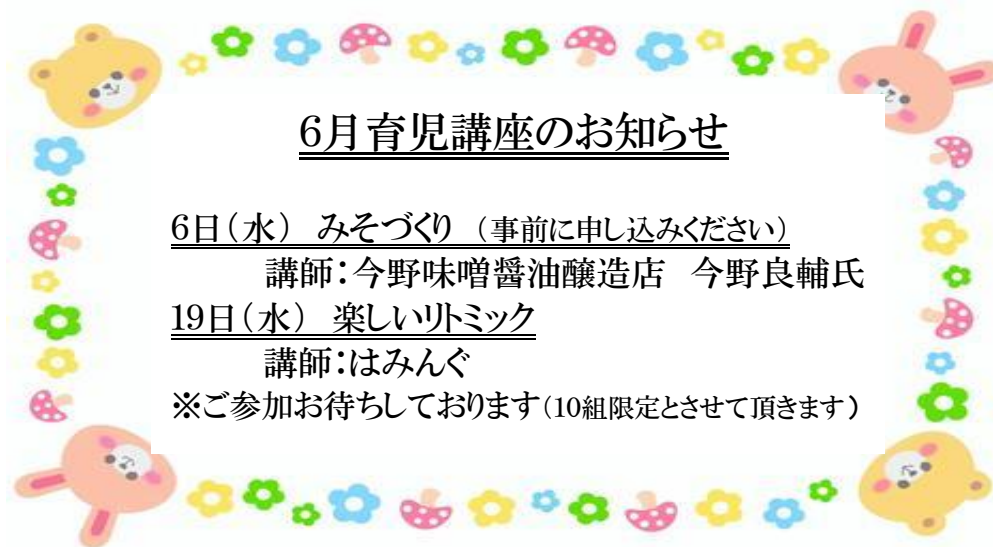 6月育児講座のお知らせ
6日(水) みそづくり (事前に申し込みください)
講師:今野味噌醤油醸造店 今野良輔氏
19日(水) 楽しいリトミック
講師:はみんぐ
※ご参加お待ちしております(10組限定とさせて頂きます)